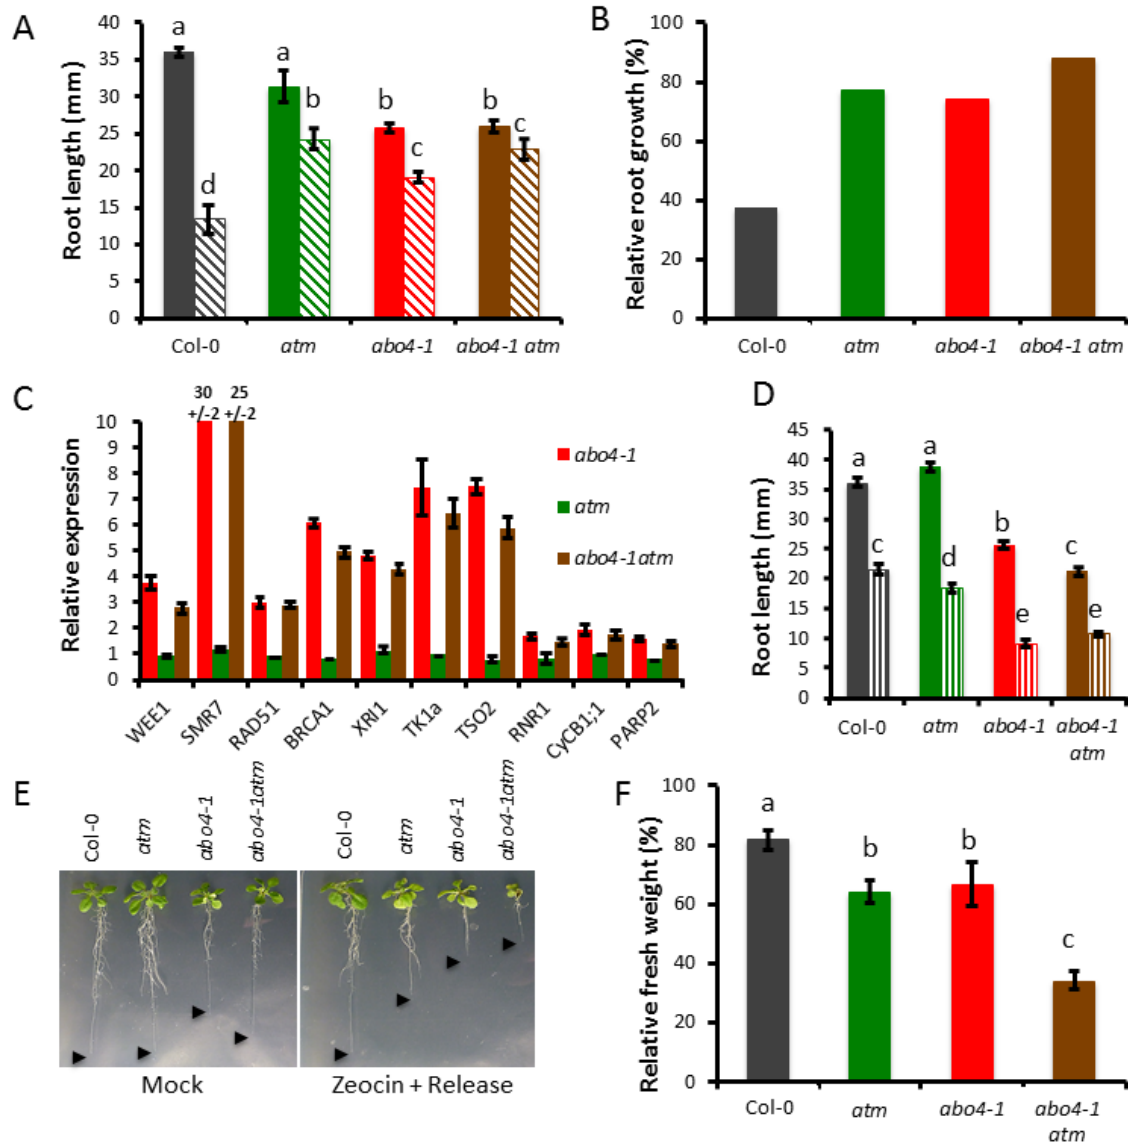 A
Root length (mm)
40
35
30
25
20
15
10
5
0
a
d
a
b
b
c
b
c
Col-0 atm abo4-1 abo4-1 atm
B
Relative root growth (%)
100
80
60
40
20
0
Col-0 atm abo4-1 abo4-1 atm
C
Relative expression
30 25
+/-2 +/-2
10
9
8
7
6
5
4
3
2
1
0
abo4-1
atm
abo4-1atm
WEE1 SMR7 RAD51 BRCA1 XRI1 TK1a TSO2 RNR1 CyCB1;1 PARP2
D
Root length (mm)
45
40
35
30
25
20
15
10
5
0
a
c
a
d
b
e
c
e
Col-0 atm abo4-1 abo4-1
atm
E
Col-0 atm abo4-1 abo4-1atm
Col-0 atm abo4-1 abo4-1atm
Mock Zeocin + Release
F
Relative fresh weight (%)
100
80
60
40
20
0
a
b
b
c
Col-0 atm abo4-1 abo4-1
atm